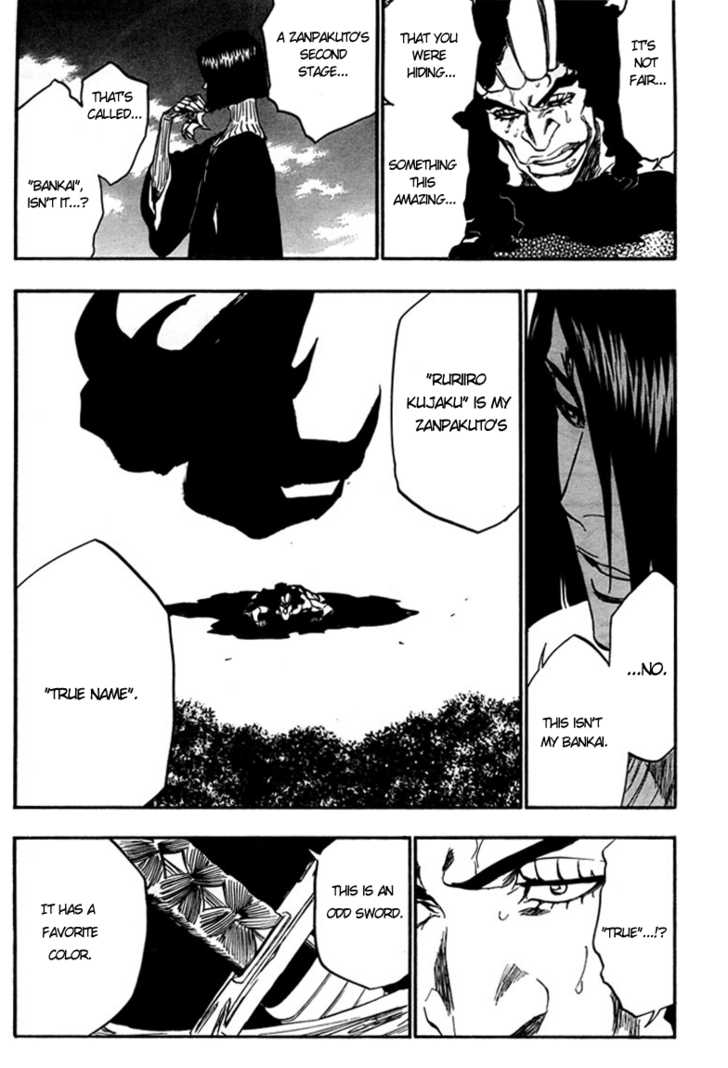 IT'S
NOT
FAIR...
THAT YOU
WERE
HIDING...
SOMETHING
THIS
AMAZING...
A ZANPAKUTO'S
SECOND
STAGE...
THAT'S
CALLED...
"BANKAI",
ISN'T IT...?
...NO.
THIS ISN'T
MY BANKAI.
"RURIIRO
KUJAKU" IS MY
ZANPAKUTO'S
"TRUE NAME".
"TRUE"...!?
THIS IS AN
ODD SWORD.
IT HAS A
FAVORITE
COLOR.